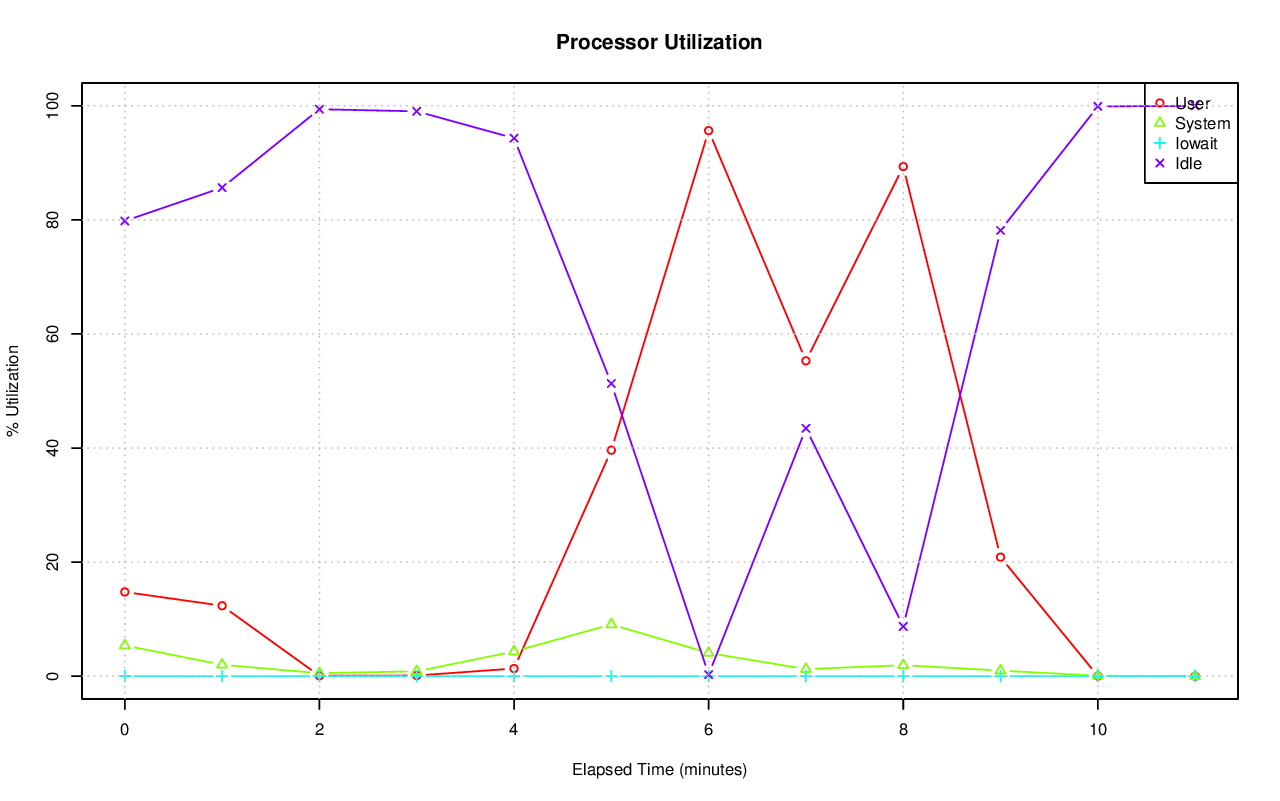 Processor Utilization
% Utilization
100
80
60
40
20
0
User
System
Iowait
Idle
0 2 4 6 8 10
Elapsed Time (minutes)